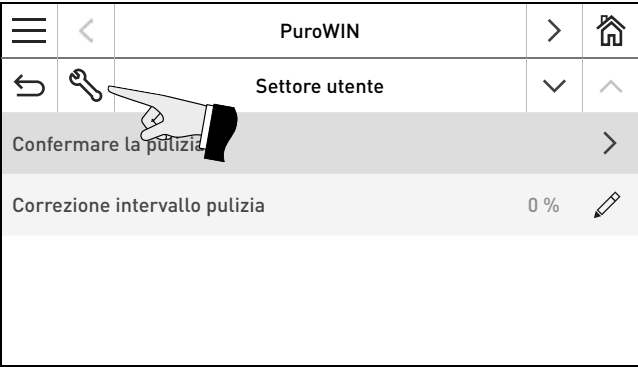 PuroWIN
Settore utente
Confermare la pulizia
Correzione intervallo pulizia 0 %